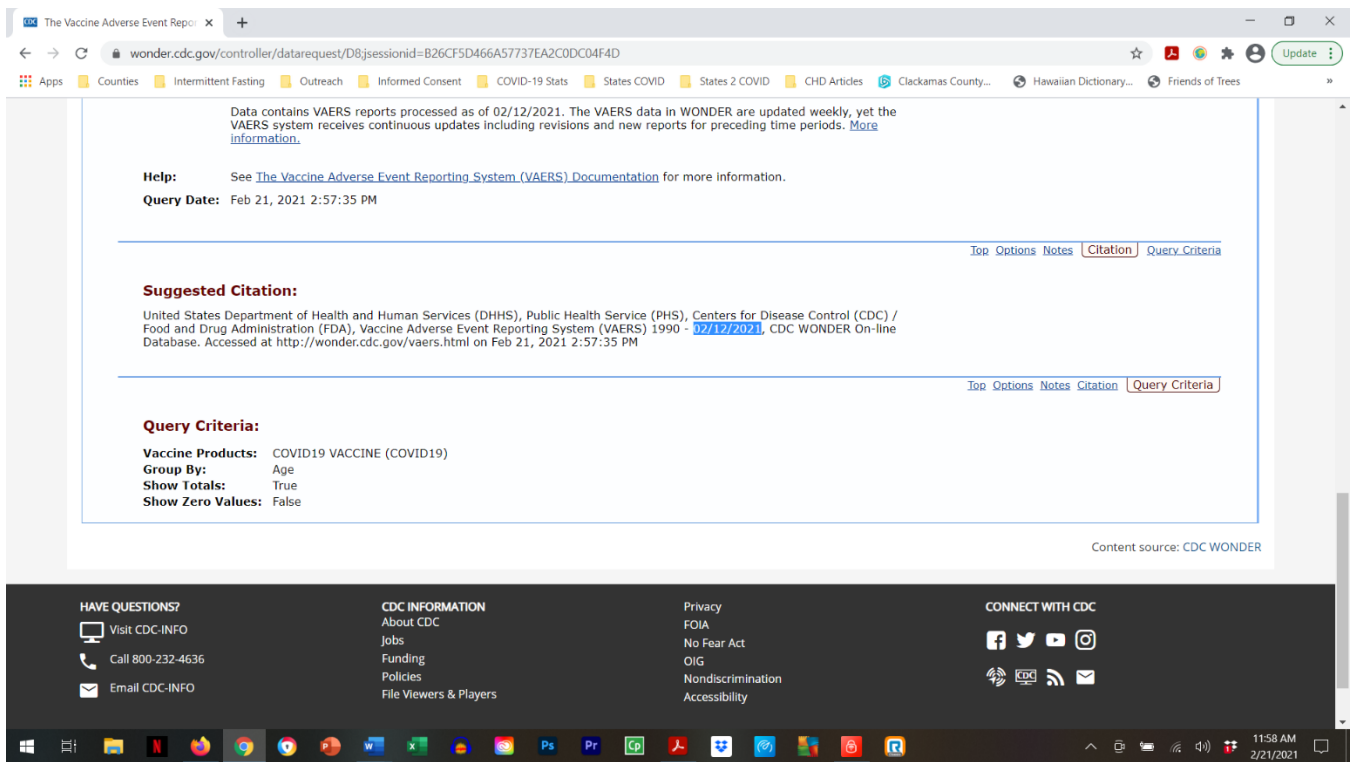 The Vaccine Adverse Event Repor
wonder.cdc.gov/controller/datarequest/D8;jsessionid=B26CF5D466A57737EA2C0DC04F4D
Update
Apps Counties Intermittent Fasting Outreach Informed Consent COVID-19 Stats States COVID States 2 COVID CHD Articles Clackamas County... Hawaiian Dictionary... Friends of Trees »
Data contains VAERS reports processed as of 02/12/2021. The VAERS data in WONDER are updated weekly, yet the
VAERS system receives continuous updates including revisions and new reports for preceding time periods. More
information.
Help: See The Vaccine Adverse Event Reporting System (VAERS) Documentation for more information.
Query Date: Feb 21, 2021 2:57:35 PM
Top Options Notes Citation Query Criteria
Suggested Citation:
United States Department of Health and Human Services (DHHS), Public Health Service (PHS), Centers for Disease Control (CDC) /
Food and Drug Administration (FDA), Vaccine Adverse Event Reporting System (VAERS) 1990 - 02/12/2021, CDC WONDER On-line
Database. Accessed at http://wonder.cdc.gov/vaers.html on Feb 21, 2021 2:57:35 PM
Top Options Notes Citation Query Criteria
Query Criteria:
Vaccine Products: COVID19 VACCINE (COVID19)
Group By: Age
Show Totals: True
Show Zero Values: False
Content source: CDC WONDER
HAVE QUESTIONS?
Visit CDC-INFO
Call 800-232-4636
Email CDC-INFO
CDC INFORMATION
About CDC
Jobs
Funding
Policies
File Viewers & Players
Privacy
FOIA
No Fear Act
OIG
Nondiscrimination
Accessibility
CONNECT WITH CDC
CDC
Ps Pr Cp
11:58 AM
2/21/2021